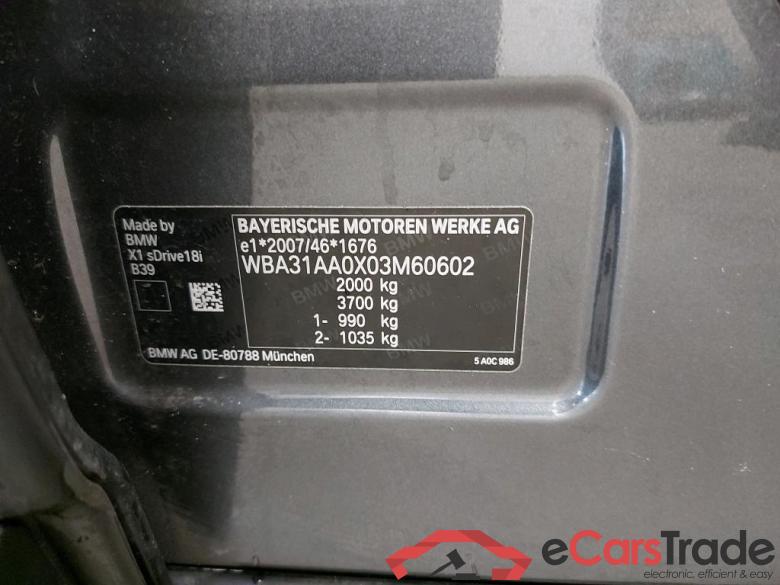 Made by
BMW
X1 sDrive18i
B39
BAYERISCHE MOTOREN WERKE AG
e1*2007/46*1676
WBA31AA0X03M60602
2000 kg
3700 kg
1- 990 kg
2- 1035 kg
BMW AG DE-80788 München
5 A0C 986
eCarsTrade
electronic, efficient & easy